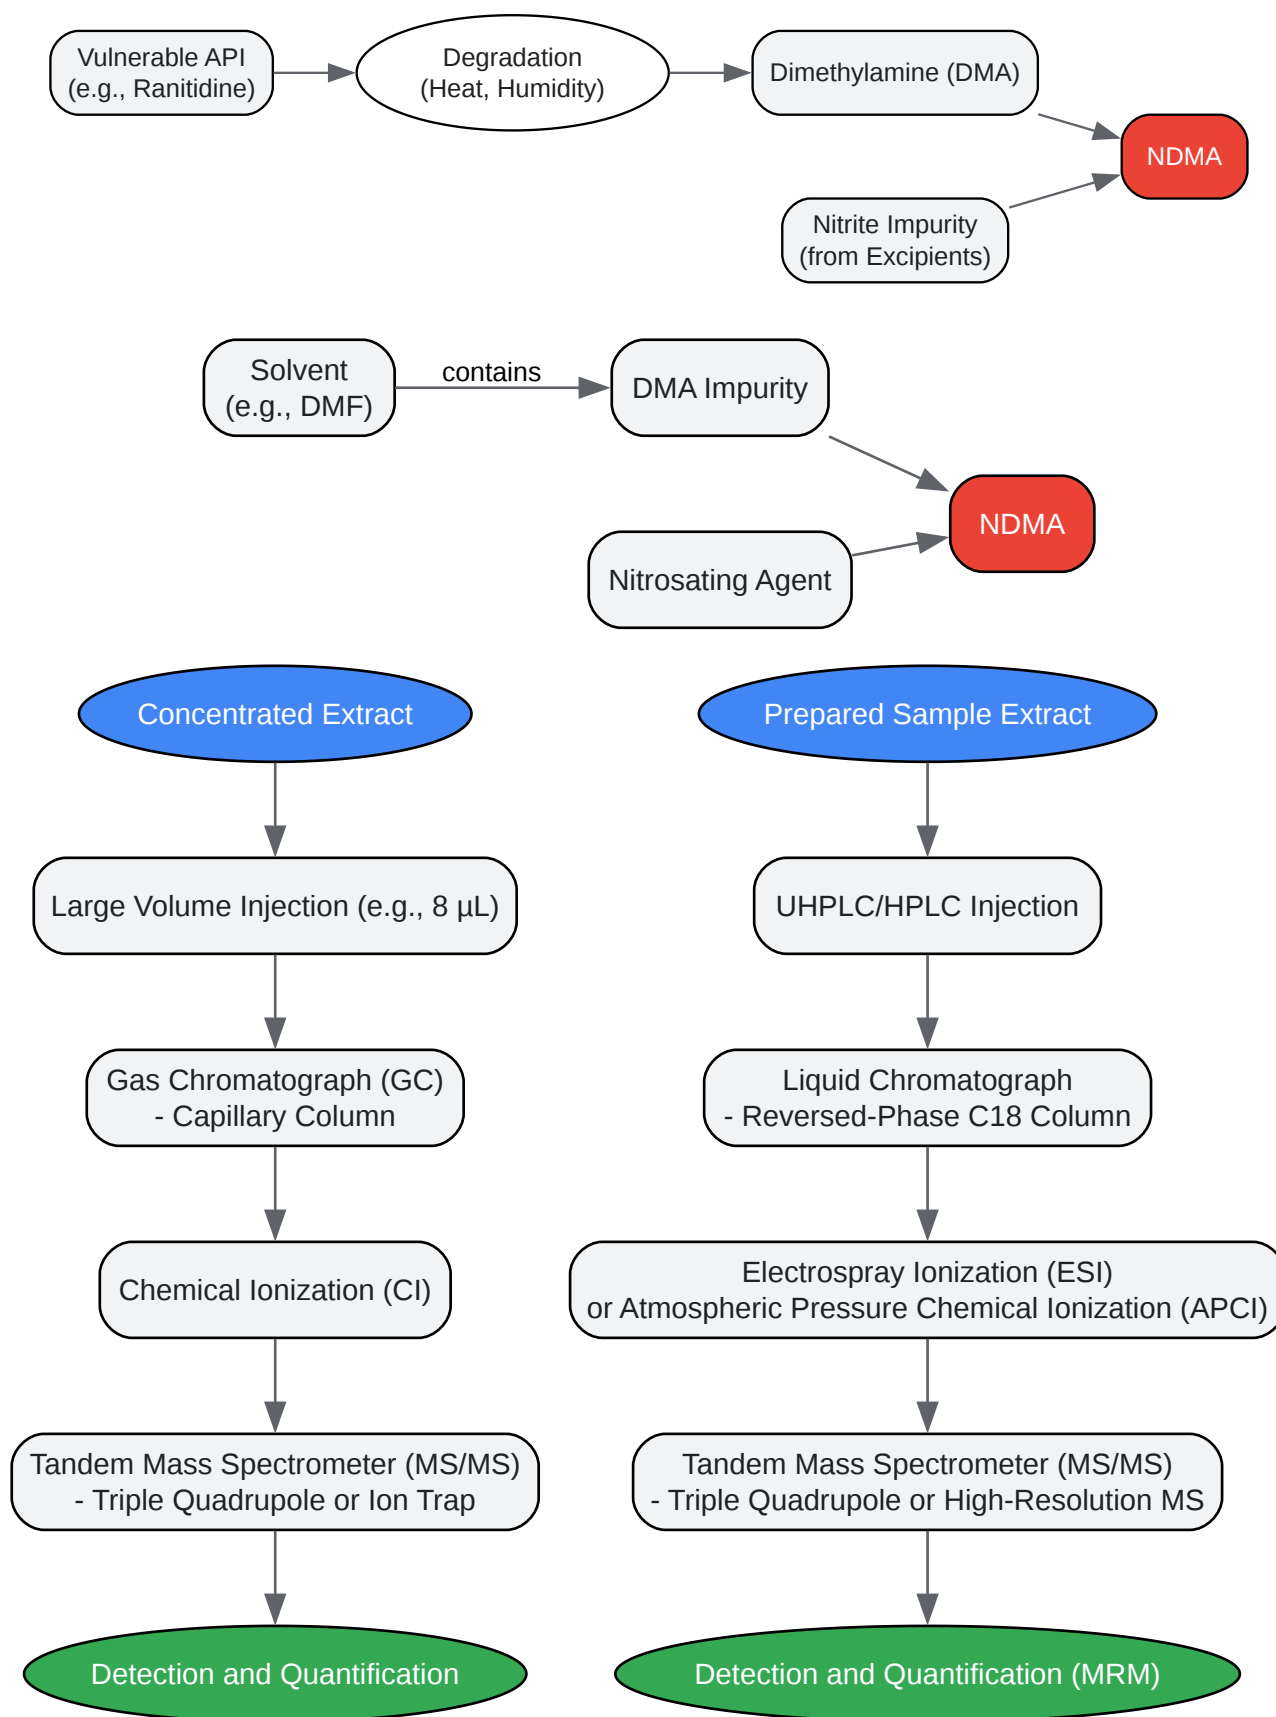 Vulnerable API
(e.g., Ranitidine)
Degradation
(Heat, Humidity)
Dimethylamine (DMA)
NDMA
Nitrite Impurity
(from Excipients)
Solvent
(e.g., DMF)
contains
DMA Impurity
NDMA
Nitrosating Agent
Concentrated Extract
Large Volume Injection (e.g., 8 µL)
Gas Chromatograph (GC)
- Capillary Column
Chemical Ionization (CI)
Tandem Mass Spectrometer (MS/MS)
- Triple Quadrupole or Ion Trap
Detection and Quantification
Prepared Sample Extract
UHPLC/HPLC Injection
Liquid Chromatograph
- Reversed-Phase C18 Column
Electrospray Ionization (ESI)
or Atmospheric Pressure Chemical Ionization (APCI)
Tandem Mass Spectrometer (MS/MS)
- Triple Quadrupole or High-Resolution MS
Detection and Quantification (MRM)